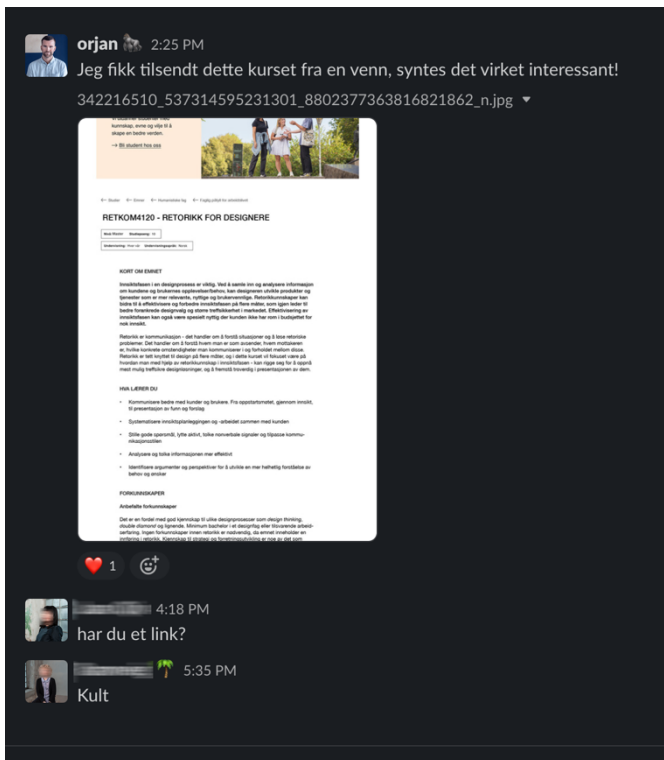 orjan 2:25 PM
Jeg fikk tilsendt dette kurset fra en venn, syntes det virket interessant!
342216510_537314595231301_8802377363816821862_n.jpg
kunnskap, evne og vilje til å
skape en bedre verden.
→ Bli student hos oss
RETKOM4120 - RETORIKK FOR DESIGNERE
KORT OM EMNET
Innsiktsfasen i en designprosess er viktig. Ved å samle inn og analysere informasjon
om kundens og brukernes opplevelser/behov, kan designeren utvikle produkter og
tjenester som er mer relevante, nyttige og brukervennlige. Retorikkunnskaper kan
bidra til å effektivisere og forbedre innsiktsfasen på flere måter, som igjen leder til
bedre forankrede designvalg og større treffsikkerhet i markedet. Effektivisering av
innsiktsfasen kan også være spesielt nyttig der kunden ikke har rom i budsjettet for
nok innsikt.
Retorikk er kommunikasjon - det handler om å forstå situasjoner og å løse retoriske
problemer. Det handler om å forstå hvem man er som avsender, hvem mottakeren
er, hvilke konkrete omstendigheter man kommuniserer i og forholdet mellom disse.
Retorikk er tett knyttet til design på flere måter, og i dette kurset vil fokuset være på
hvordan man med hjelp av retorikkunnskap i innsiktsfasen - kan rigge seg for å oppnå
mest mulig treffsikre designløsninger, og å fremstå troverdig i presentasjonen av dem.
HVA LÆRER DU
• Kommunisere bedre med kunder og brukere. Fra oppstartsmøtet, gjennom innsikt,
til presentasjon av funn og forslag
• Systematisere innsiktsplanleggingen og -arbeidet sammen med kunden
• Stille gode spørsmål, lytte aktivt, tolke nonverbale signaler og tilpasse kommu-
nikasjonsstilen
• Analysere og tolke informasjonen mer effektivt
• Identifisere argumenter og perspektiver for å utvikle en mer helhetlig forståelse av
behov og ønsker
FORKUNNSKAPER
Anbefalte forkunnskaper
Det er en fordel med god kjennskap til ulike designprosesser som design thinking,
double diamond og lignende. Minimum bachelor i et designfag eller tilsvarende arbeid-
serfaring. Ingen forkunnskaper innen retorikk er nødvendig, da emnet inneholder en
1
4:18 PM
har du et link?
5:35 PM
Kult